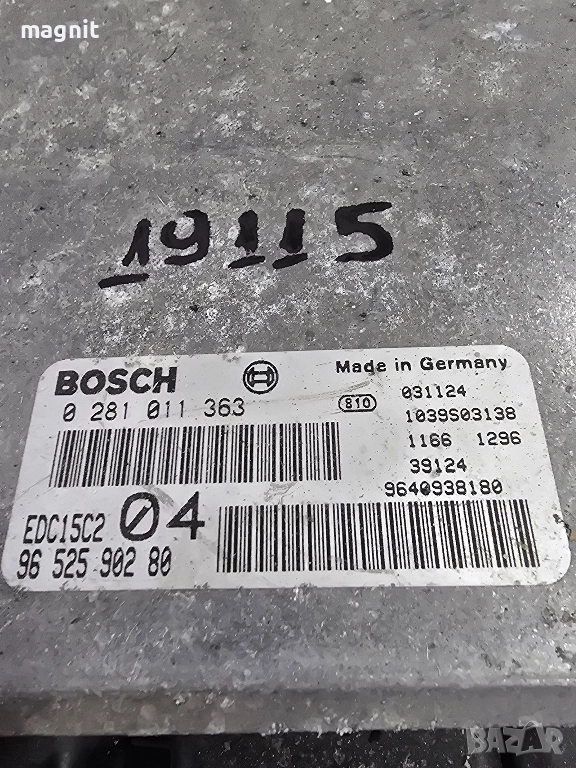 magnit
19115
BOSCH
Made in Germany
0 281 011 363
810
031124
1039S03138
1166 1296
39124
9640938180
EDC15C2 04
96 525 902 80
BAZAR